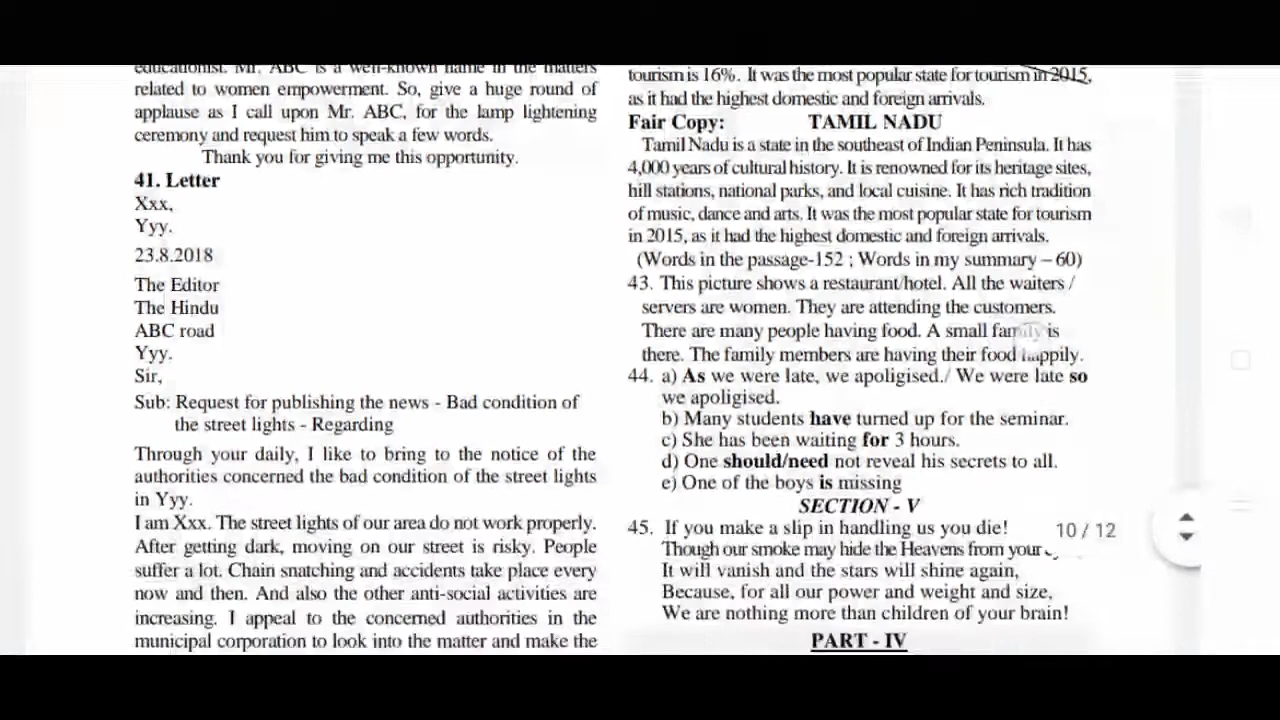 educationist. Mr. ABC is a well-known name in the matters
related to women empowerment. So, give a huge round of
applause as I call upon Mr. ABC, for the lamp lightening
ceremony and request him to speak a few words.
Thank you for giving me this opportunity.
41. Letter
Xxx,
Yyy.
23.8.2018
The Editor
The Hindu
ABC road
Yyy.
Sir,
Sub: Request for publishing the news - Bad condition of
the street lights - Regarding
Through your daily, I like to bring to the notice of the
authorities concerned the bad condition of the street lights
in Yyy.
I am Xxx. The street lights of our area do not work properly.
After getting dark, moving on our street is risky. People
suffer a lot. Chain snatching and accidents take place every
now and then. And also the other anti-social activities are
increasing. I appeal to the concerned authorities in the
municipal corporation to look into the matter and make the
tourism is 16%. It was the most popular state for tourism in 2015,
as it had the highest domestic and foreign arrivals.
Fair Copy: TAMIL NADU
Tamil Nadu is a state in the southeast of Indian Peninsula. It has
4,000 years of cultural history. It is renowned for its heritage sites,
hill stations, national parks, and local cuisine. It has rich tradition
of music, dance and arts. It was the most popular state for tourism
in 2015, as it had the highest domestic and foreign arrivals.
(Words in the passage-152 ; Words in my summary – 60)
43. This picture shows a restaurant/hotel. All the waiters /
servers are women. They are attending the customers.
There are many people having food. A small family is
there. The family members are having their food happily.
44. a) As we were late, we apoligised./ We were late so
we apoligised.
b) Many students have turned up for the seminar.
c) She has been waiting for 3 hours.
d) One should/need not reveal his secrets to all.
e) One of the boys is missing
SECTION - V
45. If you make a slip in handling us you die!
Though our smoke may hide the Heavens from your
It will vanish and the stars will shine again,
Because, for all our power and weight and size,
We are nothing more than children of your brain!
PART - IV
10 / 12